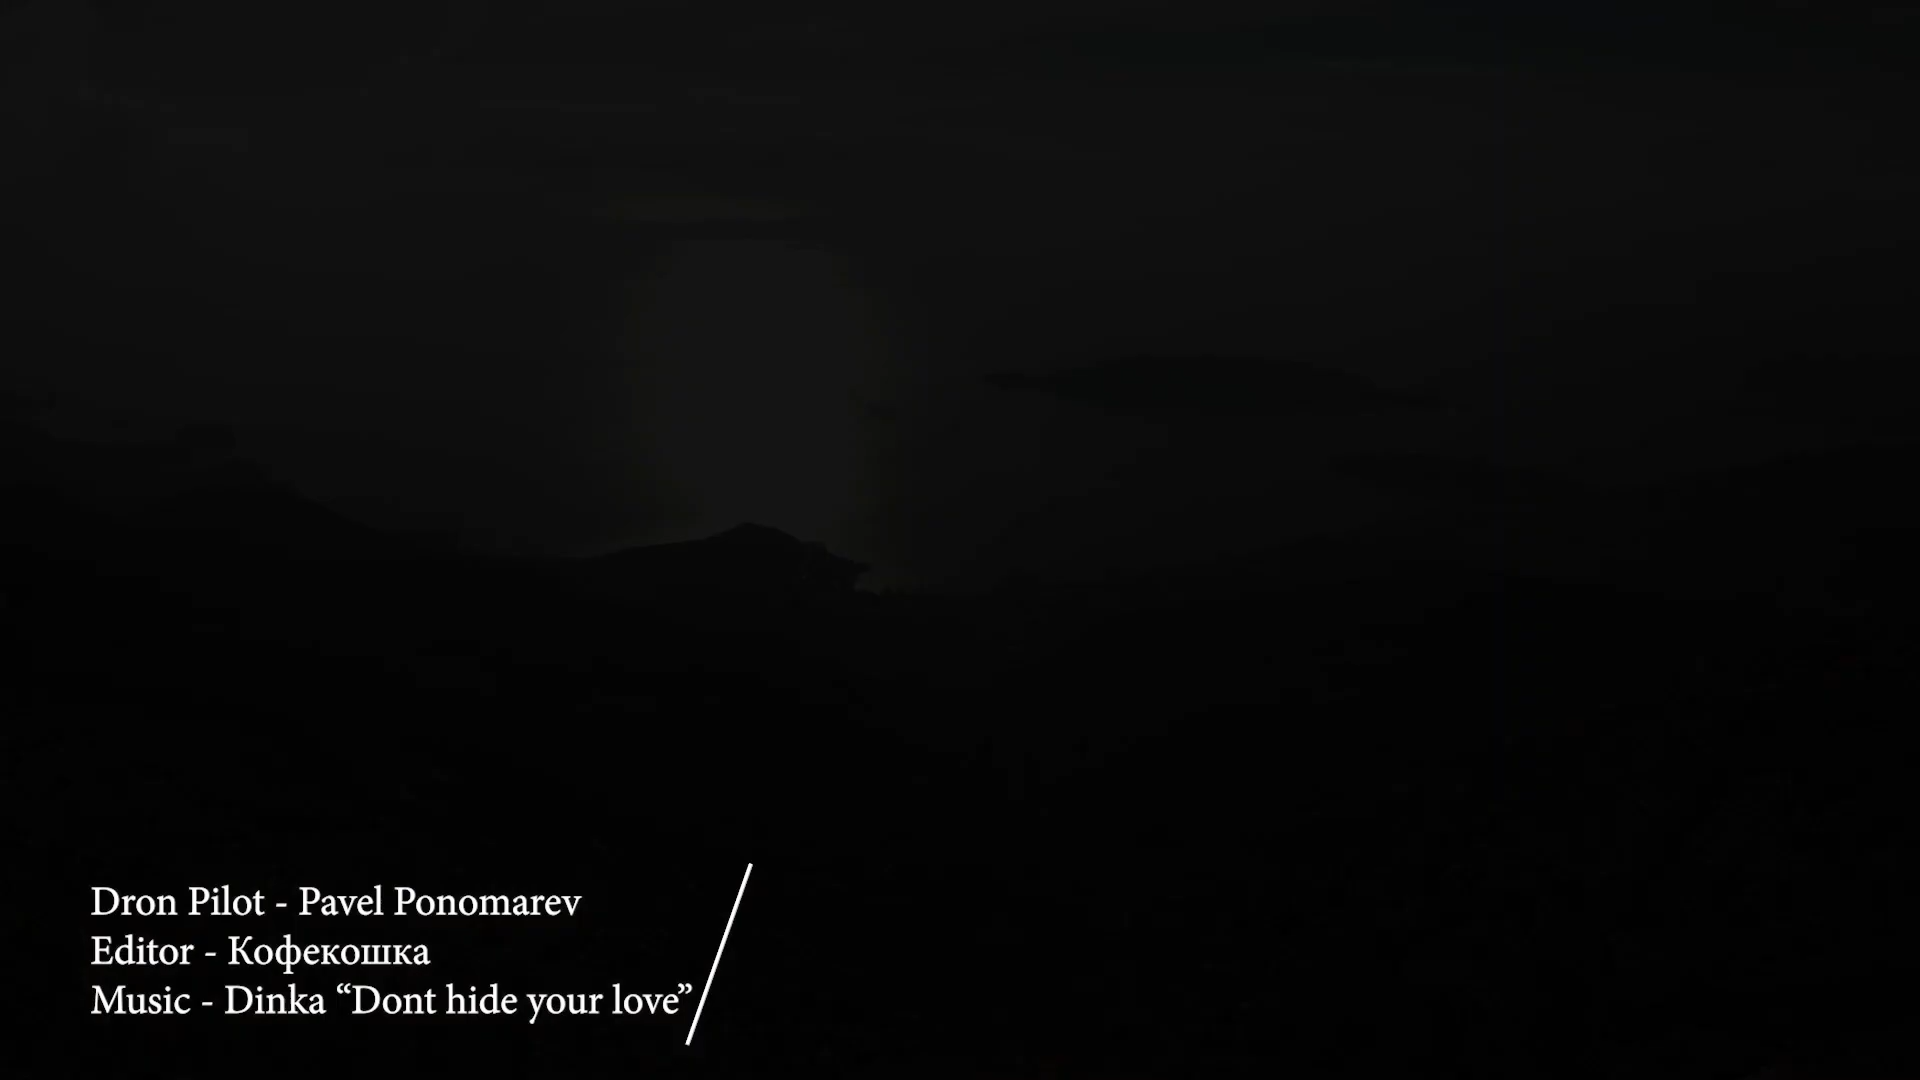 Dron Pilot - Pavel Ponomarev
Editor - Кофекошка
Music - Dinka “Dont hide your love”